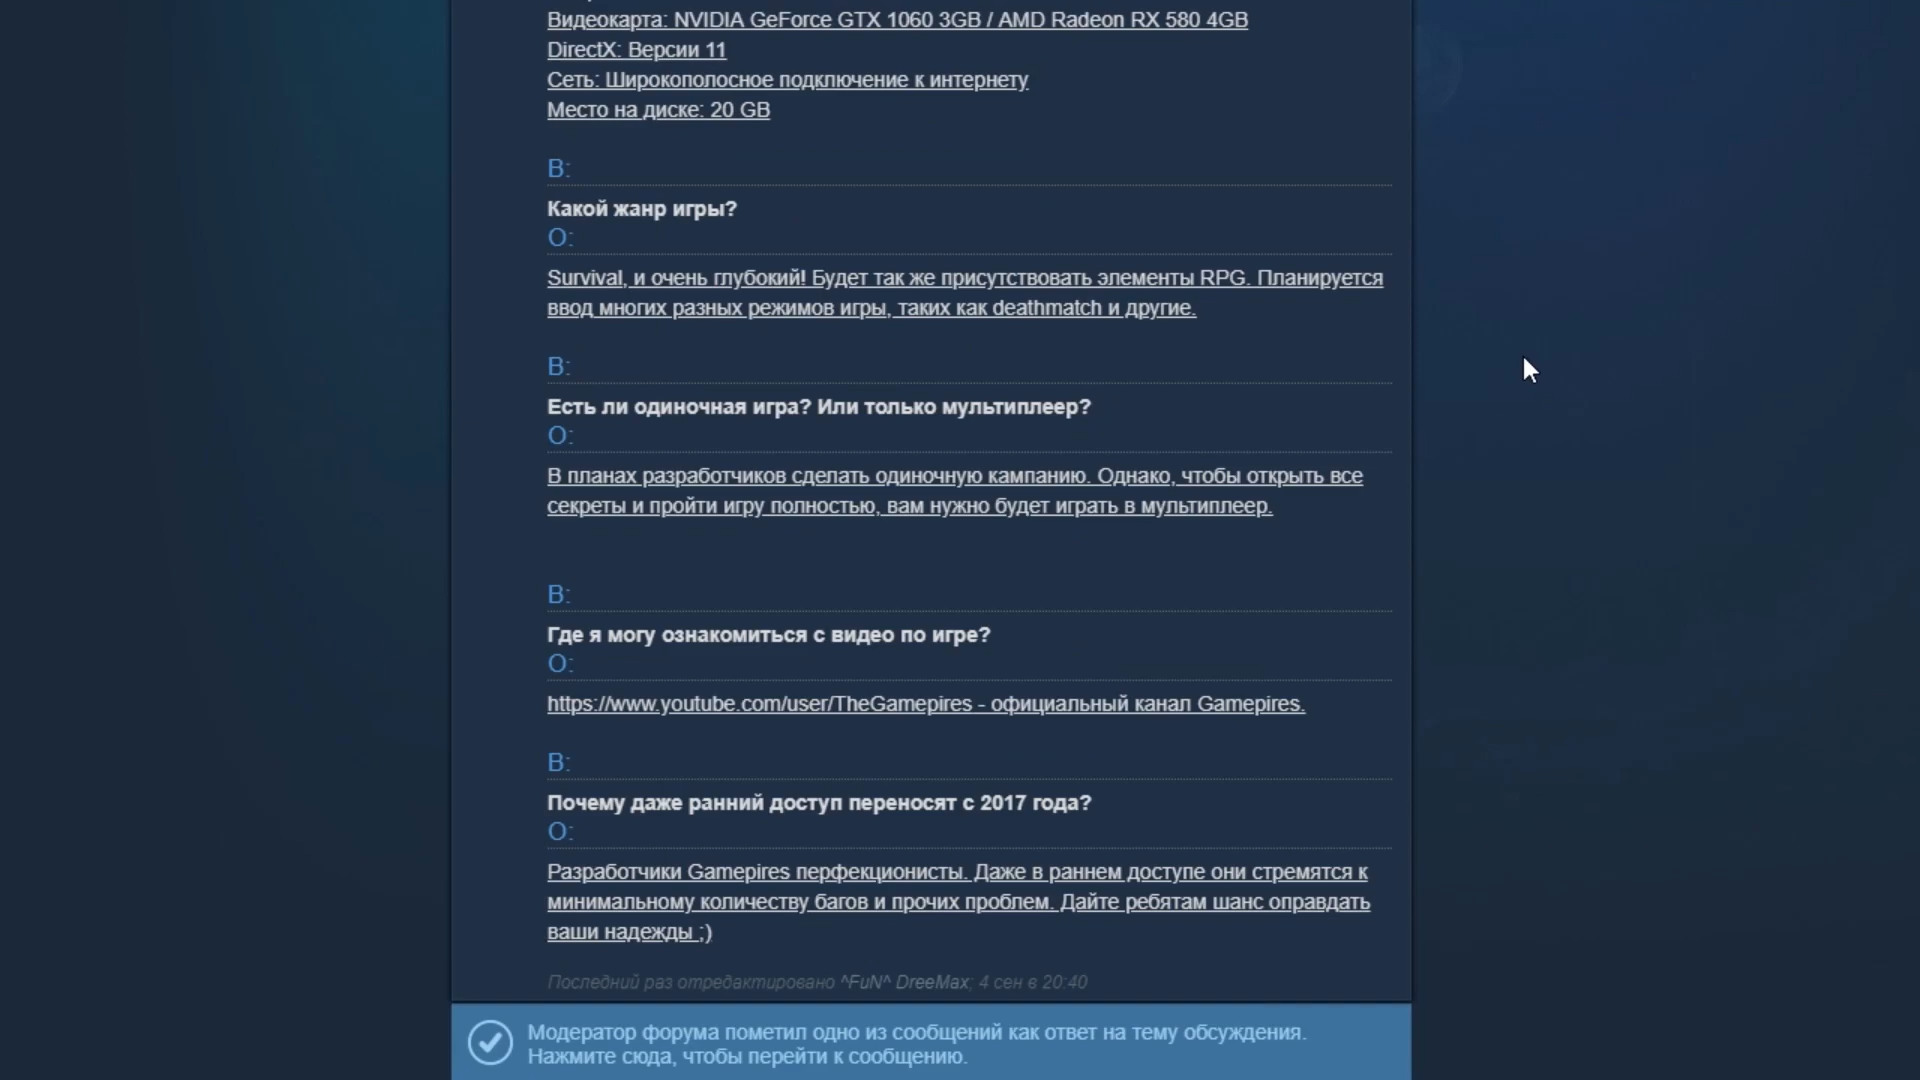 Видеокарта: NVIDIA GeForce GTX 1060 3GB / AMD Radeon RX 580 4GB
DirectX: Версии 11
Сеть: Широкополосное подключение к интернету
Место на диске: 20 GB
В:
Какой жанр игры?
О:
Survival, и очень глубокий! Будет так же присутствовать элементы RPG. Планируется
ввод многих разных режимов игры, таких как deathmatch и другие.
В:
Есть ли одиночная игра? Или только мультиплеер?
О:
В планах разработчиков сделать одиночную кампанию. Однако, чтобы открыть все
секреты и пройти игру полностью, вам нужно будет играть в мультиплеер.
В:
Где я могу ознакомиться с видео по игре?
О:
https://www.youtube.com/user/TheGamepires - официальный канал Gamepires.
В:
Почему даже ранний доступ переносят с 2017 года?
О:
Разработчики Gamepires перфекционисты. Даже в раннем доступе они стремятся к
минимальному количеству багов и прочих проблем. Дайте ребятам шанс оправдать
ваши надежды ;)
Последний раз отредактировано ^FuN^ DreeMax; 4 сен в 20:40
Модератор форума пометил одно из сообщений как ответ на тему обсуждения.
Нажмите сюда, чтобы перейти к сообщению.